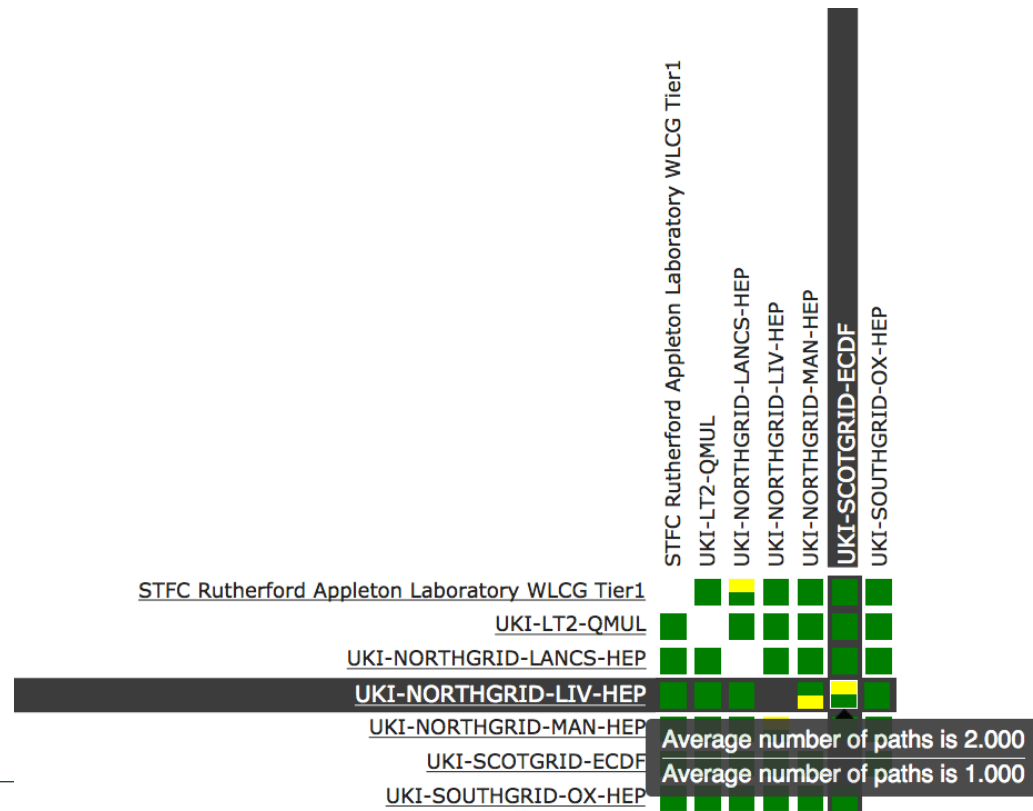 STFC Rutherford Appleton Laboratory WLCG Tier1
UKI-LT2-QMUL
UKI-NORTHGRID-LANCS-HEP
UKI-NORTHGRID-LIV-HEP
UKI-NORTHGRID-MAN-HEP
UKI-SCOTGRID-ECDF
UKI-SOUTHGRID-OX-HEP
STFC Rutherford Appleton Laboratory WLCG Tier1
UKI-LT2-QMUL
UKI-NORTHGRID-LANCS-HEP
UKI-NORTHGRID-LIV-HEP
UKI-NORTHGRID-MAN-HEP
UKI-SCOTGRID-ECDF
UKI-SOUTHGRID-OX-HEP
Average number of paths is 2.000
Average number of paths is 1.000